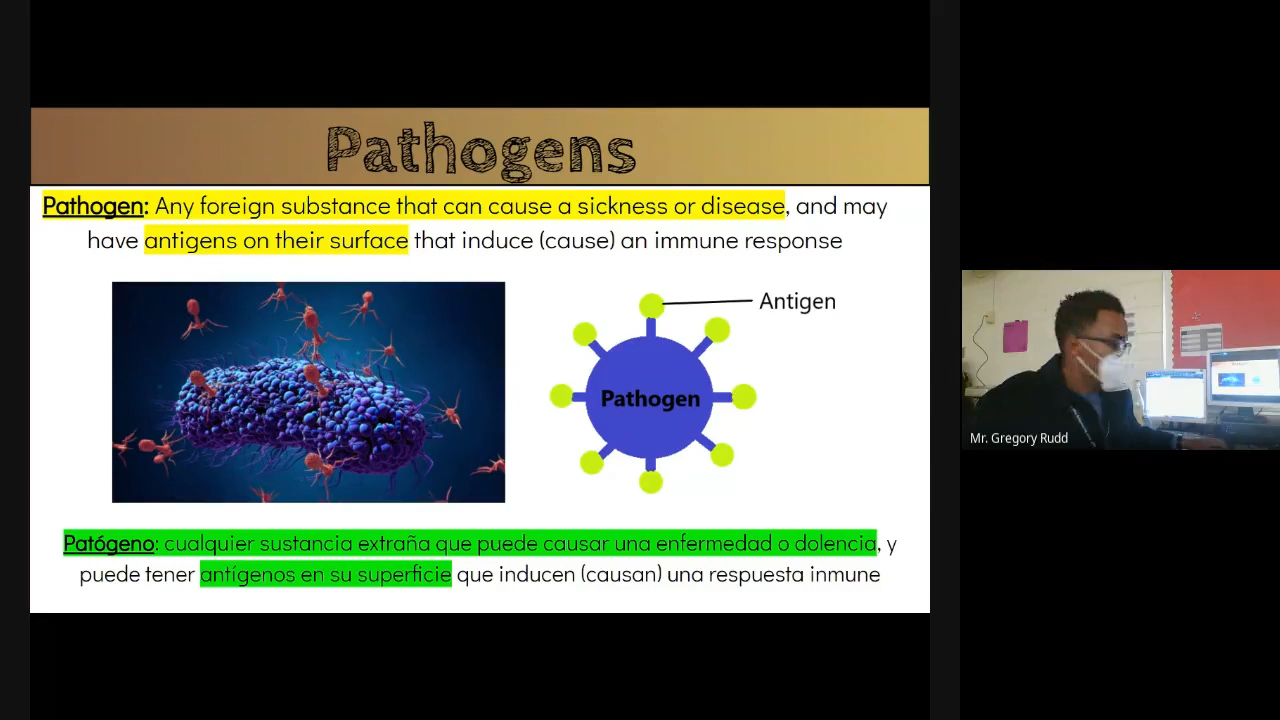 Pathogens
Pathogen: Any foreign substance that can cause a sickness or disease, and may
have antigens on their surface that induce (cause) an immune response
Antigen
Pathogen
Patógeno: cualquier sustancia extraña que puede causar una enfermedad o dolencia, y
puede tener antígenos en su superficie que inducen (causan) una respuesta inmune
Mr. Gregory Rudd